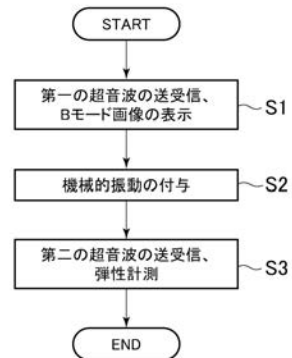 START
第一の超音波の送受信、
Bモード画像の表示
S1
機械的振動の付与
S2
第二の超音波の送受信、
弾性計測
S3
END